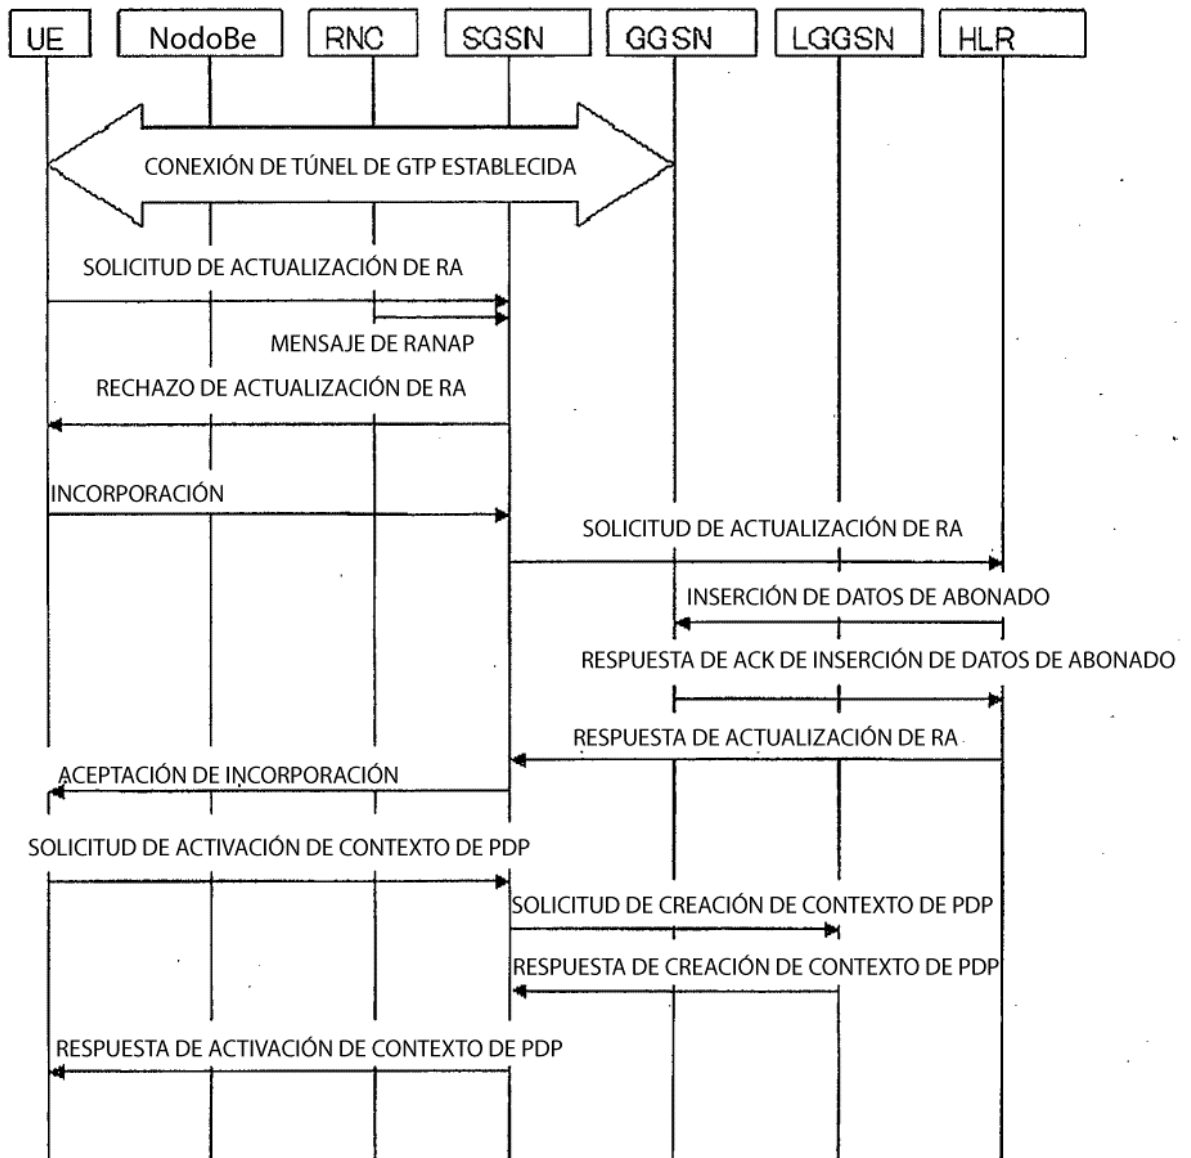 UE NodoBe RNC SGSN GGSN LGGSN HLR
CONEXIÓN DE TÚNEL DE GTP ESTABLECIDA
SOLICITUD DE ACTUALIZACIÓN DE RA
MENSAJE DE RANAP
RECHAZO DE ACTUALIZACIÓN DE RA
INCORPORACIÓN
SOLICITUD DE ACTUALIZACIÓN DE RA
INSERCIÓN DE DATOS DE ABONADO
RESPUESTA DE ACK DE INSERCIÓN DE DATOS DE ABONADO
RESPUESTA DE ACTUALIZACIÓN DE RA
ACEPTACIÓN DE INCORPORACIÓN
SOLICITUD DE ACTIVACIÓN DE CONTEXTO DE PDP
SOLICITUD DE CREACIÓN DE CONTEXTO DE PDP
RESPUESTA DE CREACIÓN DE CONTEXTO DE PDP
RESPUESTA DE ACTIVACIÓN DE CONTEXTO DE PDP